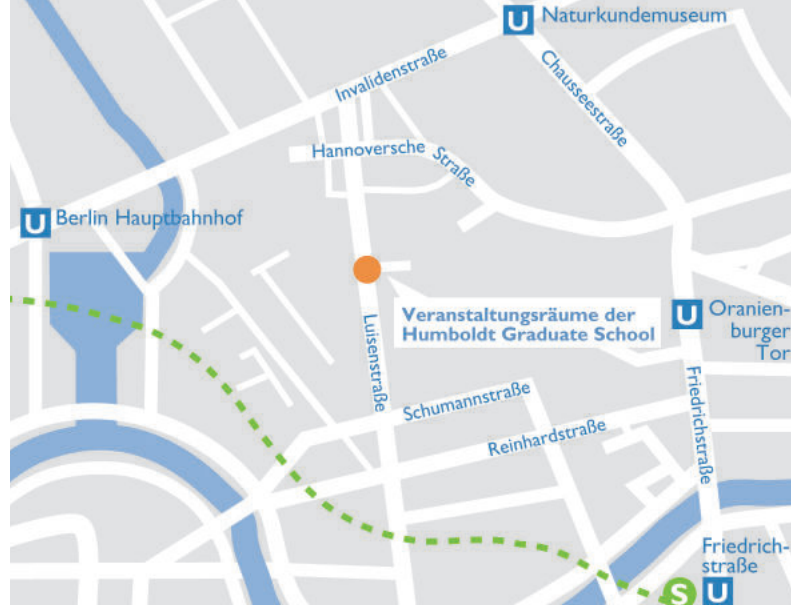 U Naturkundemuseum
Invalidenstraße
Chausseestraße
Hannoversche Straße
U Berlin Hauptbahnhof
Veranstaltungsräume der
Humboldt Graduate School
U Oranien-
burger
Tor
Luisenstraße
Schumannstraße
Reinhardstraße
Friedrichstraße
Friedrich-
straße
S U